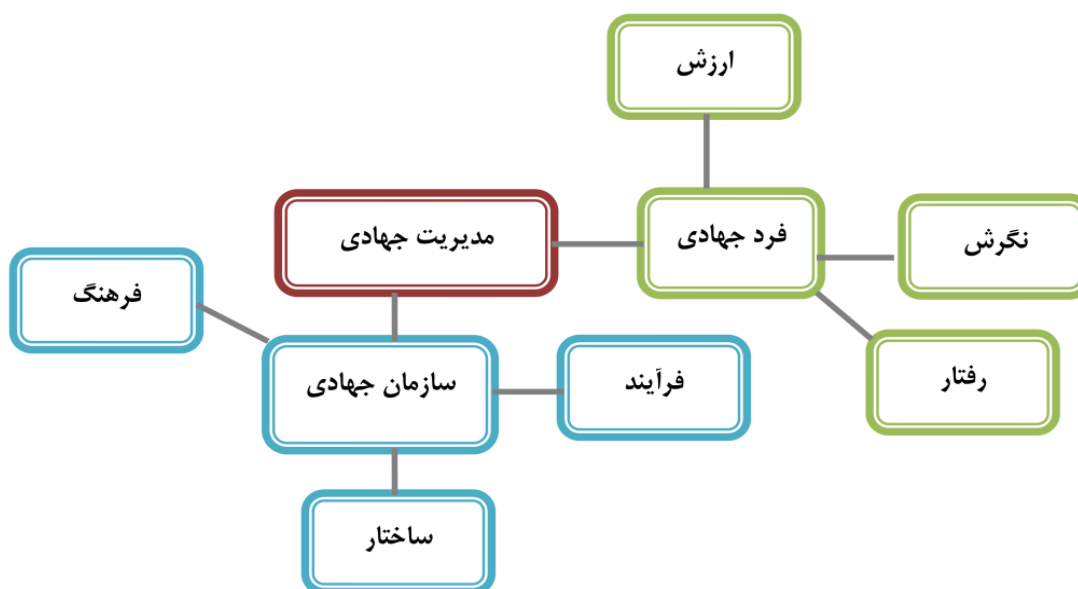 ارزش
فرد جهادی
مدیریت جهادی
نگرش
فرهنگ
رفتار
فرآیند
سازمان جهادی
ساختار